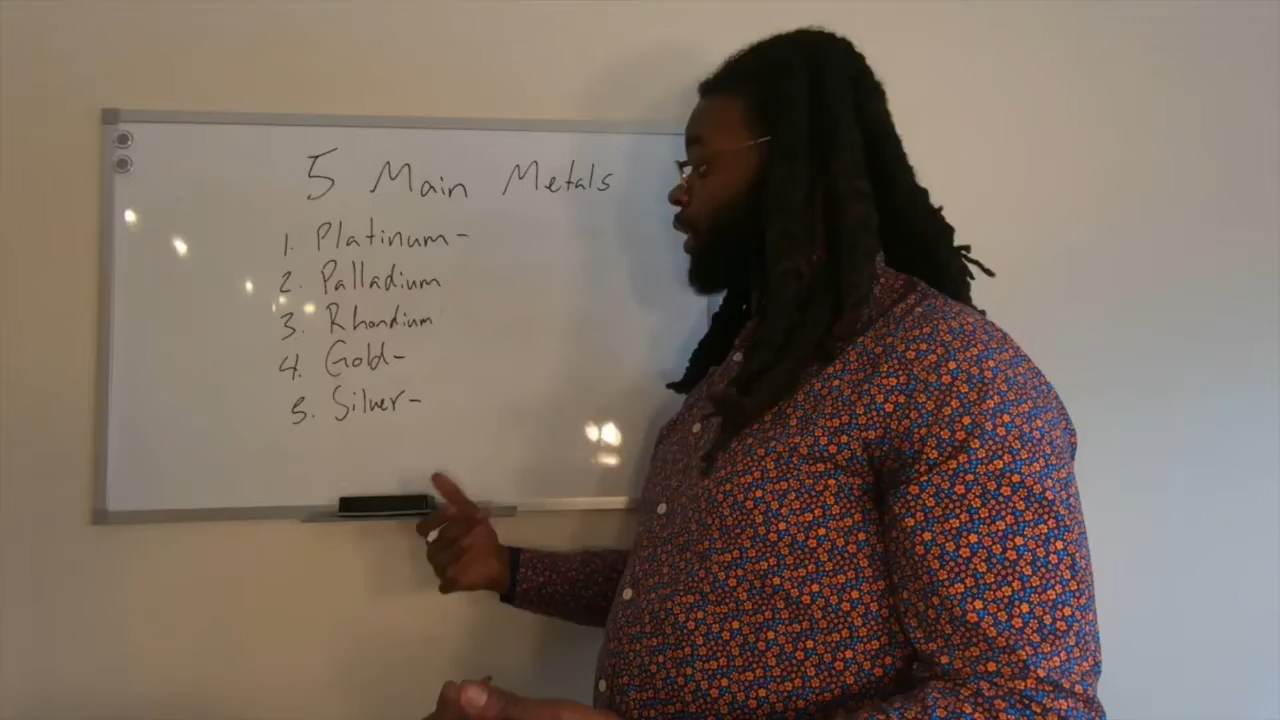 5 Main Metals
1. Platinum-
2. Palladium
3. Rhondium
4. Gold-
5. Silver-